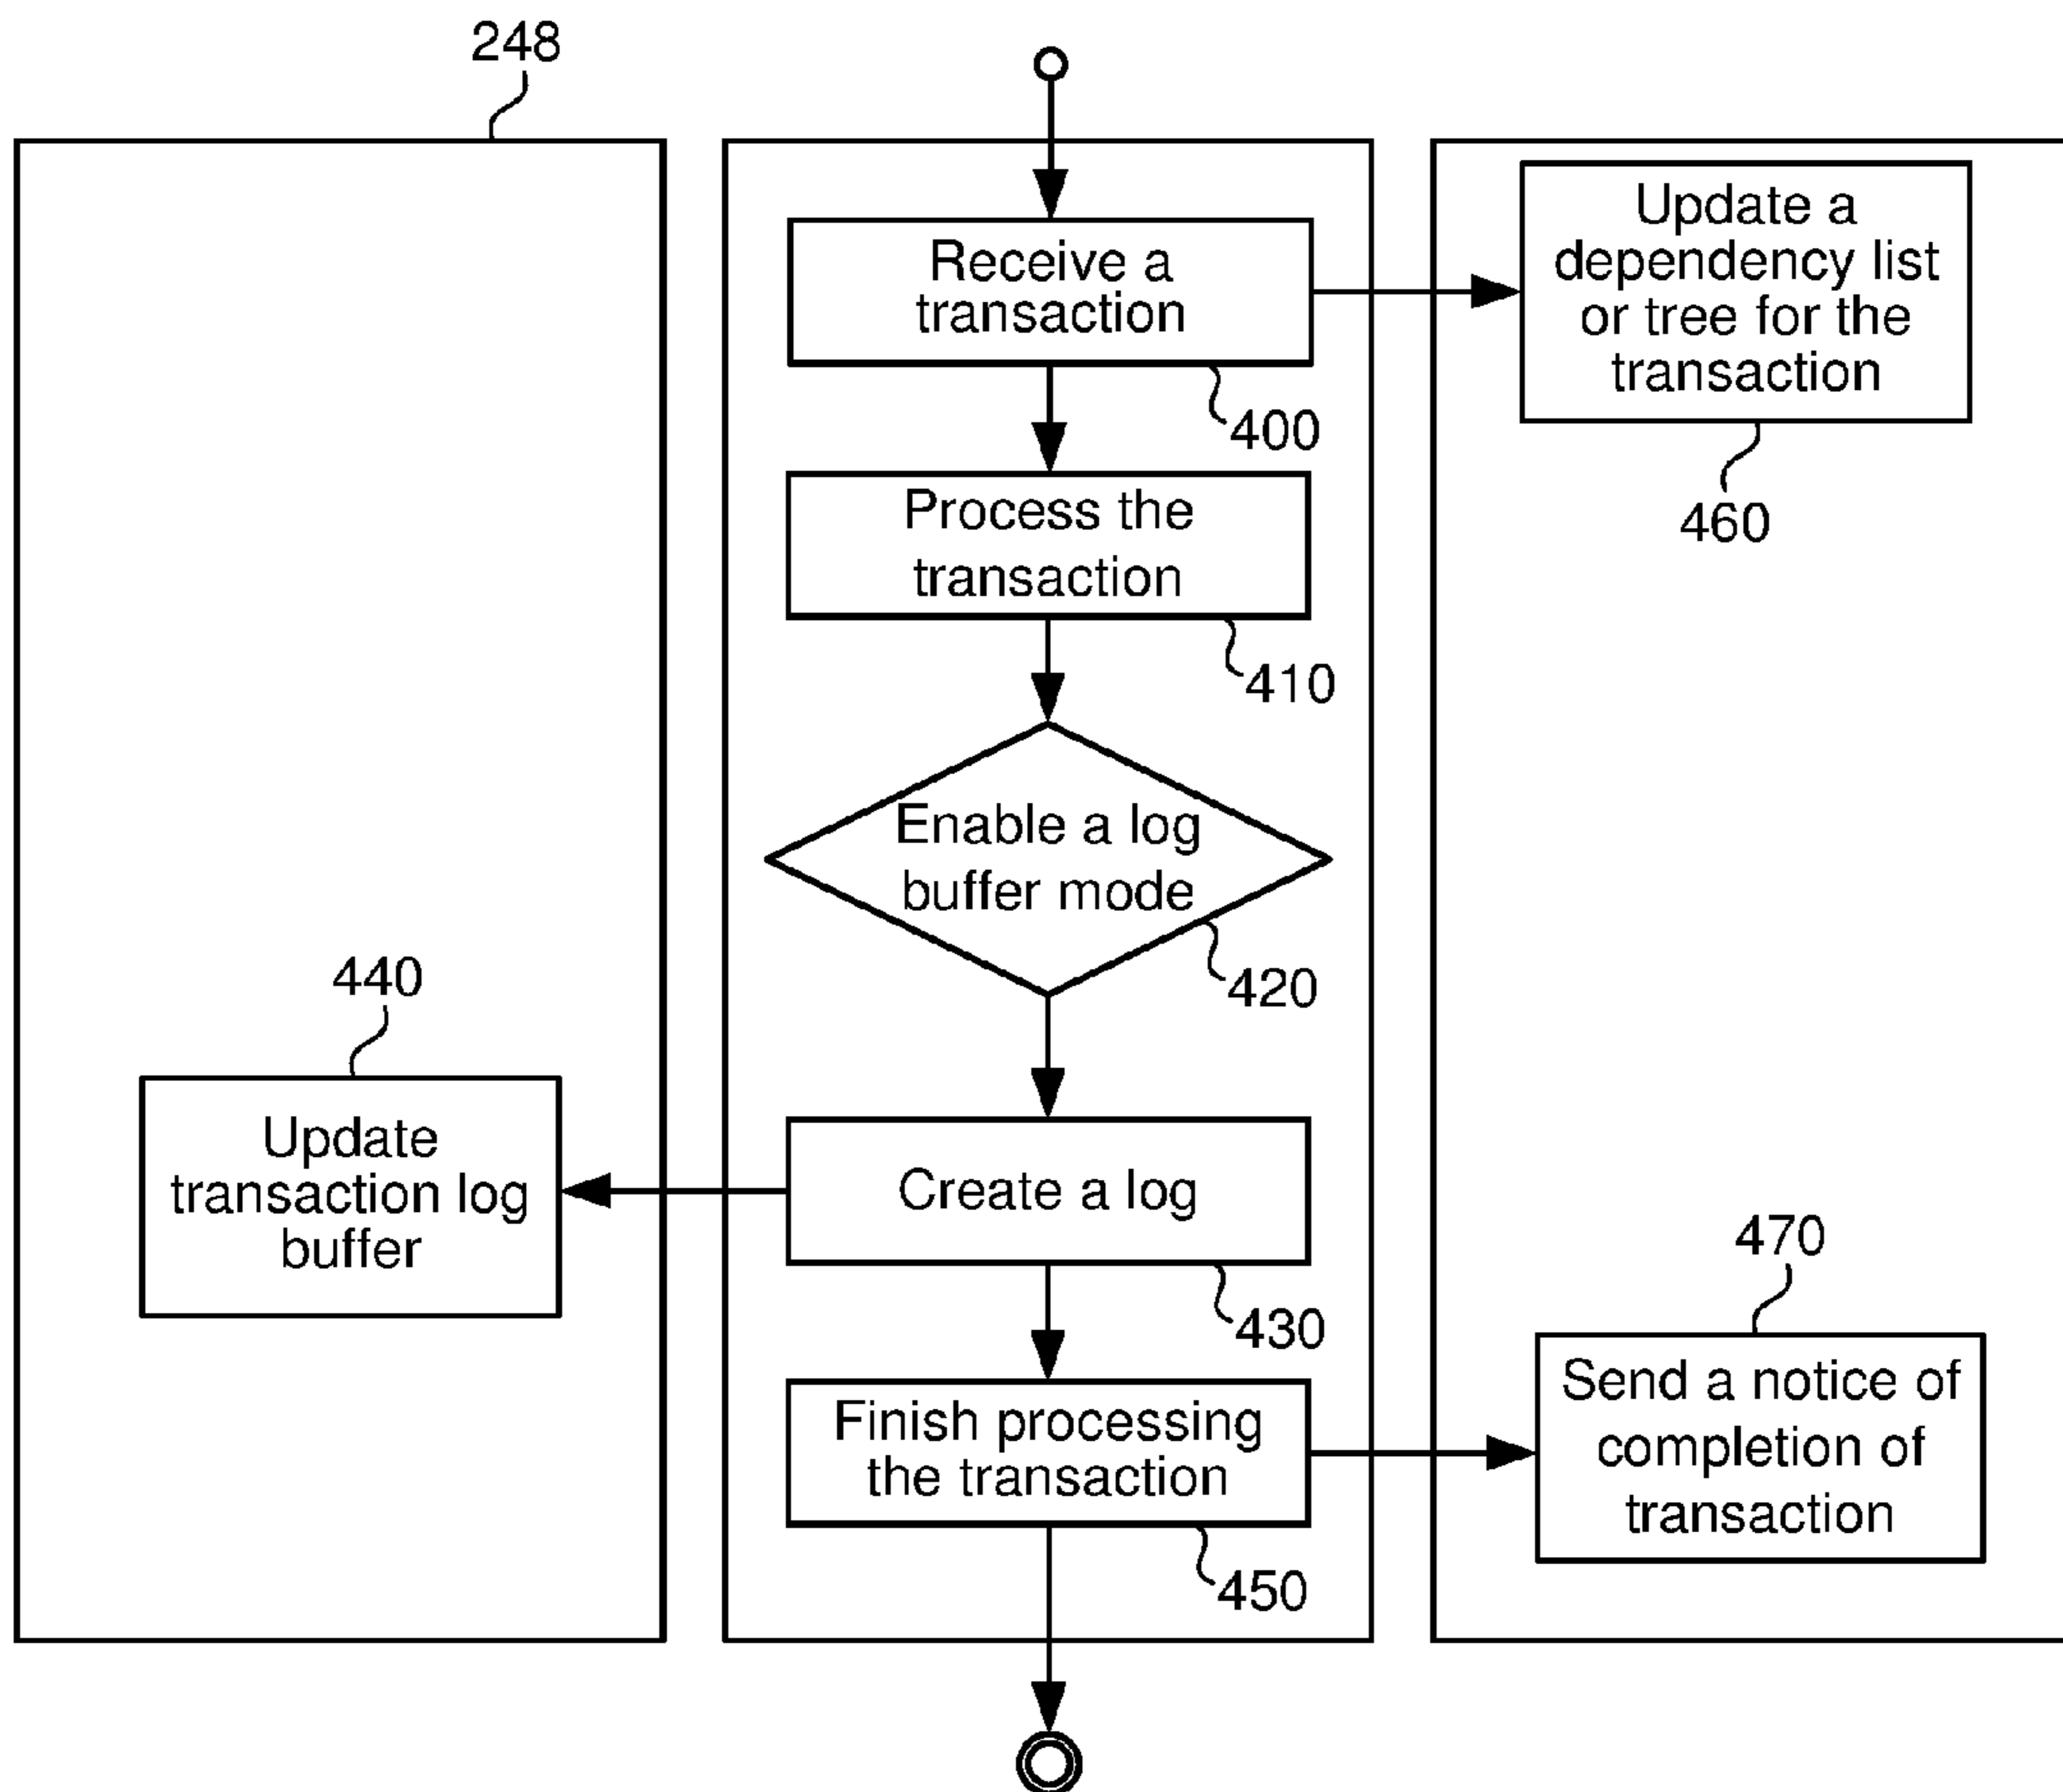 248
Receive a
transaction
400
Update a
dependency list
or tree for the
transaction
460
Process the
transaction
410
Enable a log
buffer mode
420
440
Update
transaction log
buffer
Create a log
430
470
Send a notice of
completion of
transaction
Finish processing
the transaction
450